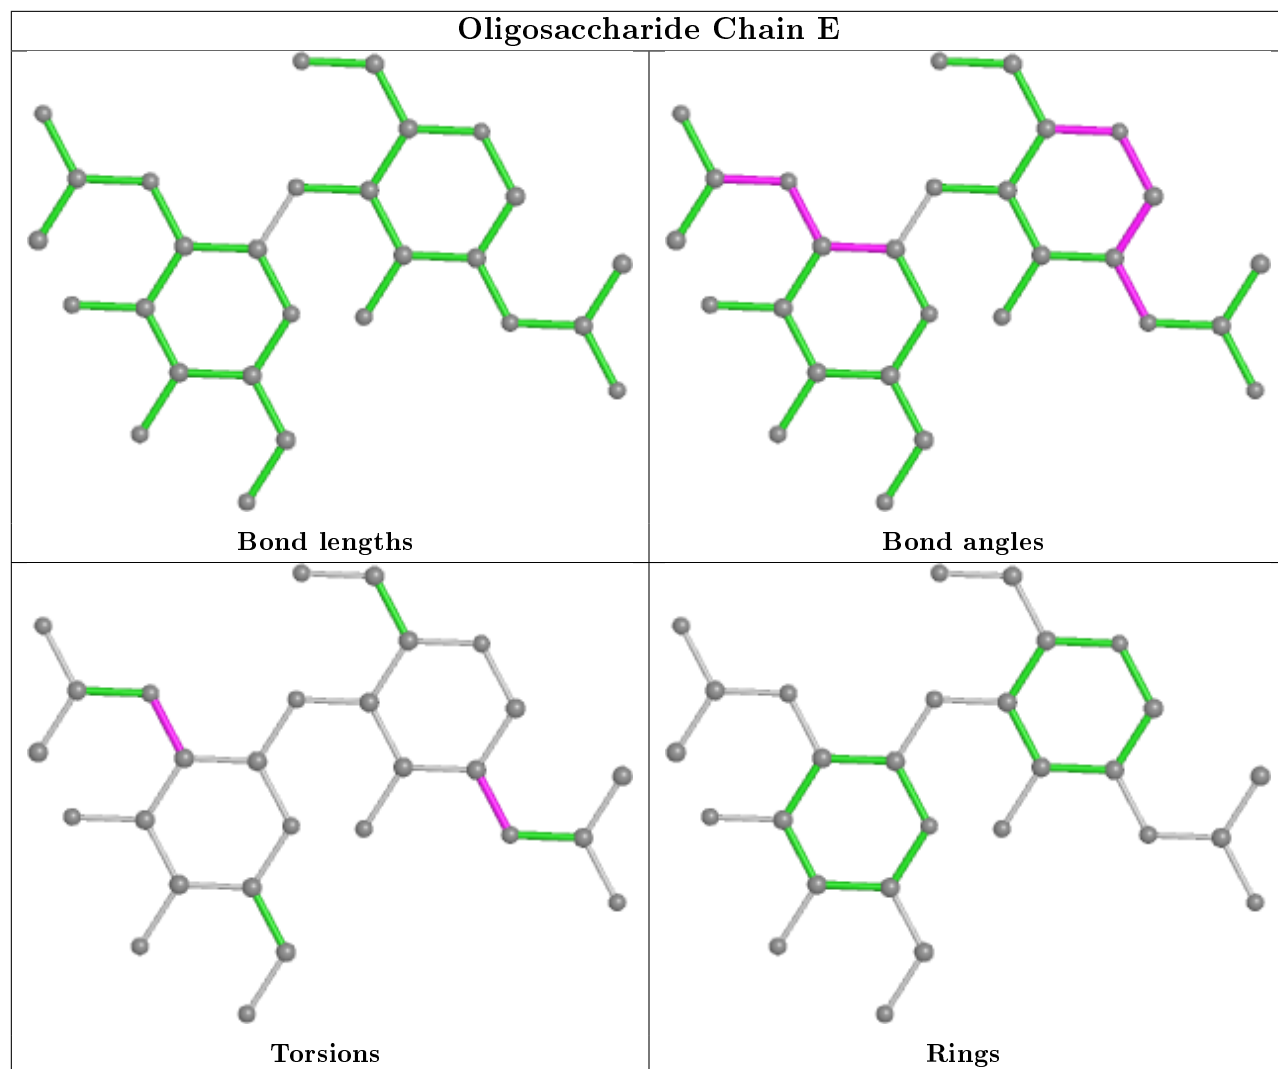 Oligosaccharide Chain E
Bond lengths
Bond angles
Torsions
Rings